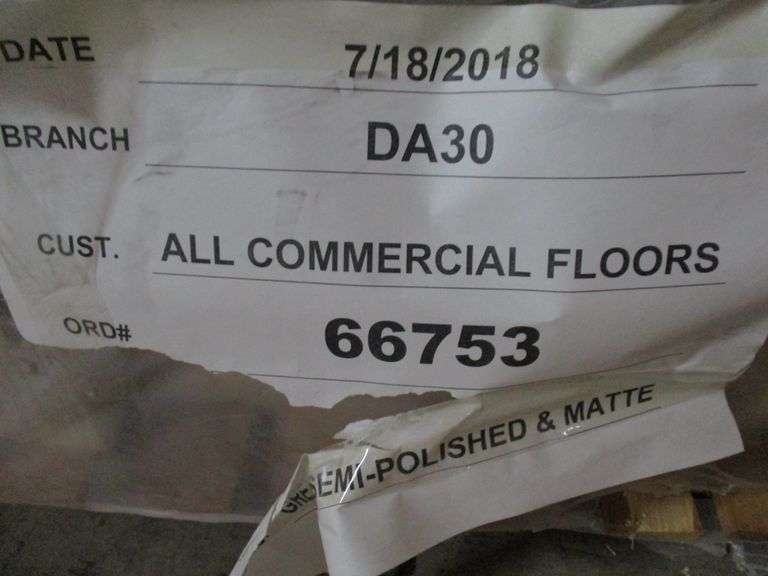 DATE 7/18/2018
BRANCH DA30
CUST. ALL COMMERCIAL FLOORS
ORD# 66753
EMI-POLISHED & MATTE